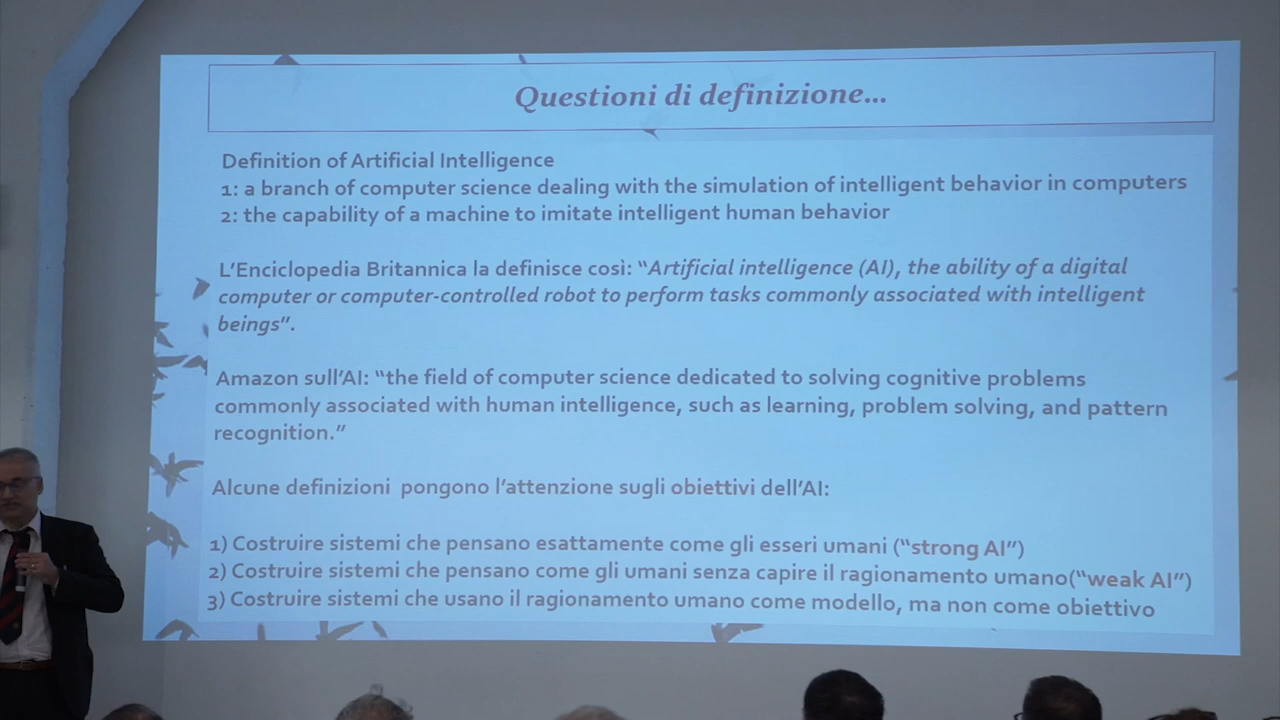 Questioni di definizione...
Definition of Artificial Intelligence
1: a branch of computer science dealing with the simulation of intelligent behavior in computers
2: the capability of a machine to imitate intelligent human behavior
L'Enciclopedia Britannica la definisce così: “Artificial intelligence (AI), the ability of a digital
computer or computer-controlled robot to perform tasks commonly associated with intelligent
beings”.
Amazon sull'AI: “the field of computer science dedicated to solving cognitive problems
commonly associated with human intelligence, such as learning, problem solving, and pattern
recognition.”
Alcune definizioni pongono l'attenzione sugli obiettivi dell'AI:
1) Costruire sistemi che pensano esattamente come gli esseri umani (“strong AI”)
2) Costruire sistemi che pensano come gli umani senza capire il ragionamento umano(“weak AI”)
3) Costruire sistemi che usano il ragionamento umano come modello, ma non come obiettivo